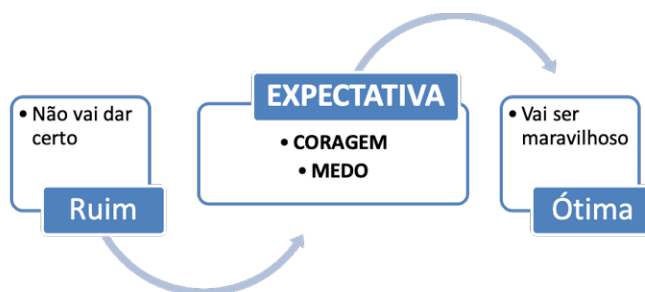 • Não vai dar
certo
Ruim
EXPECTATIVA
• CORAGEM
• MEDO
• Vai ser
maravilhoso
Ótima